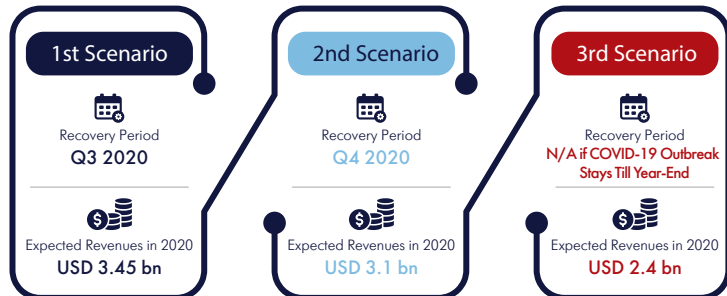 1st Scenario
Recovery Period
Q3 2020
Expected Revenues in 2020
USD 3.45 bn
2nd Scenario
Recovery Period
Q4 2020
Expected Revenues in 2020
USD 3.1 bn
3rd Scenario
Recovery Period
N/A if COVID-19 Outbreak
Stays Till Year-End
Expected Revenues in 2020
USD 2.4 bn